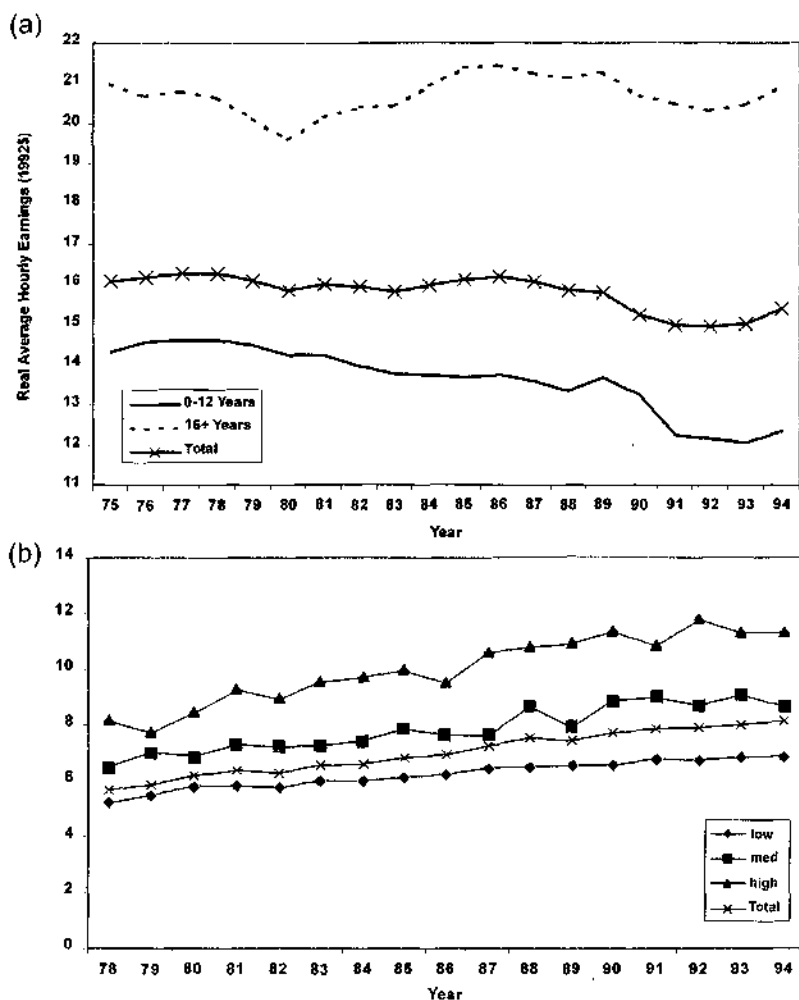 (a)
22
21
20
19
18
17
16
15
14
13
12
11
Real Average Hourly Earnings (1992$)
0-12 Years
16+ Years
Total
75 76 77 78 79 80 81 82 83 84 85 86 87 88 89 90 91 92 93 94
Year
(b)
14
12
10
8
6
4
2
0
low
med
high
Total
78 79 80 81 83 82 84 85 86 87 88 89 90 91 92 93 94
Year